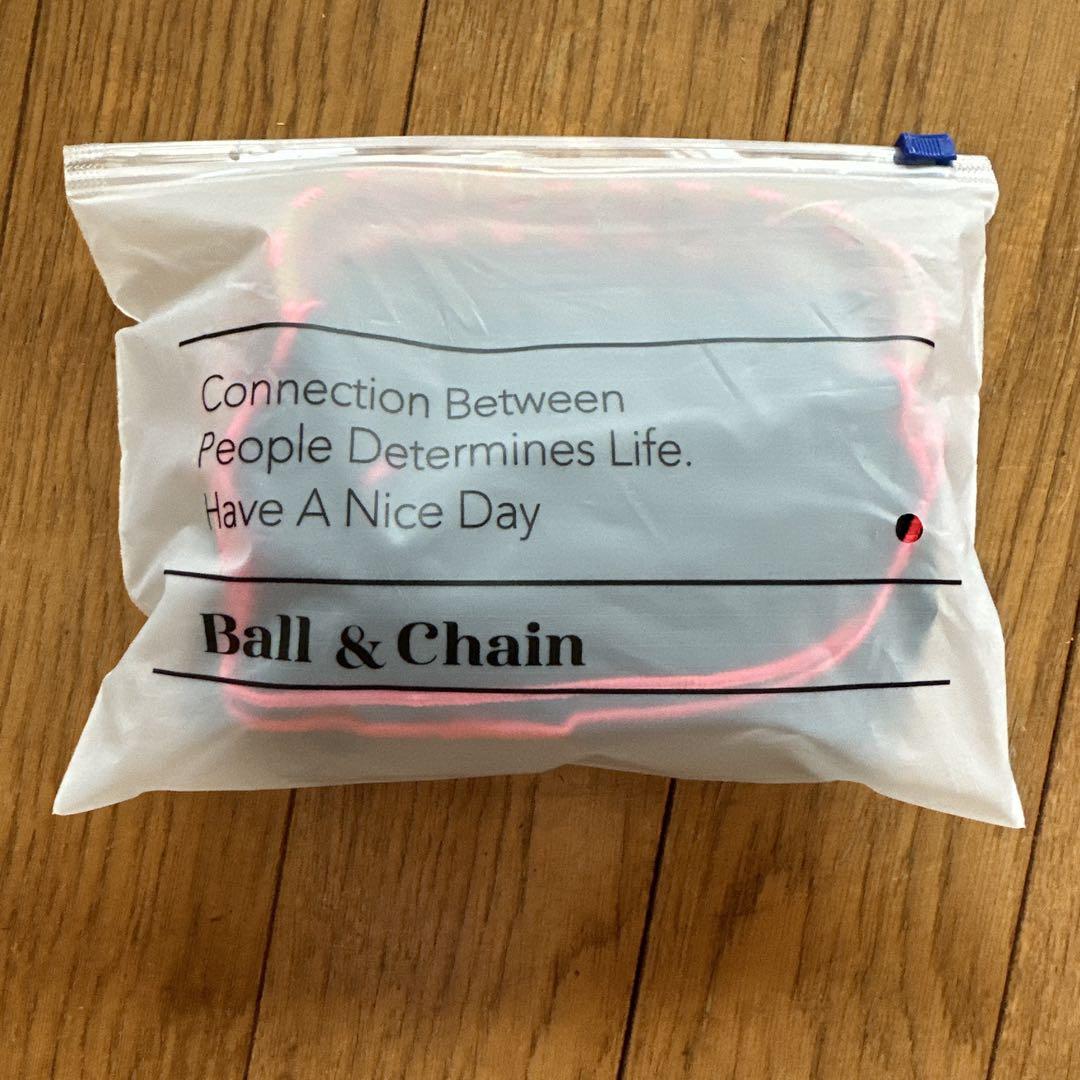 Connection Between
People Determines Life.
Have A Nice Day
Ball & Chain